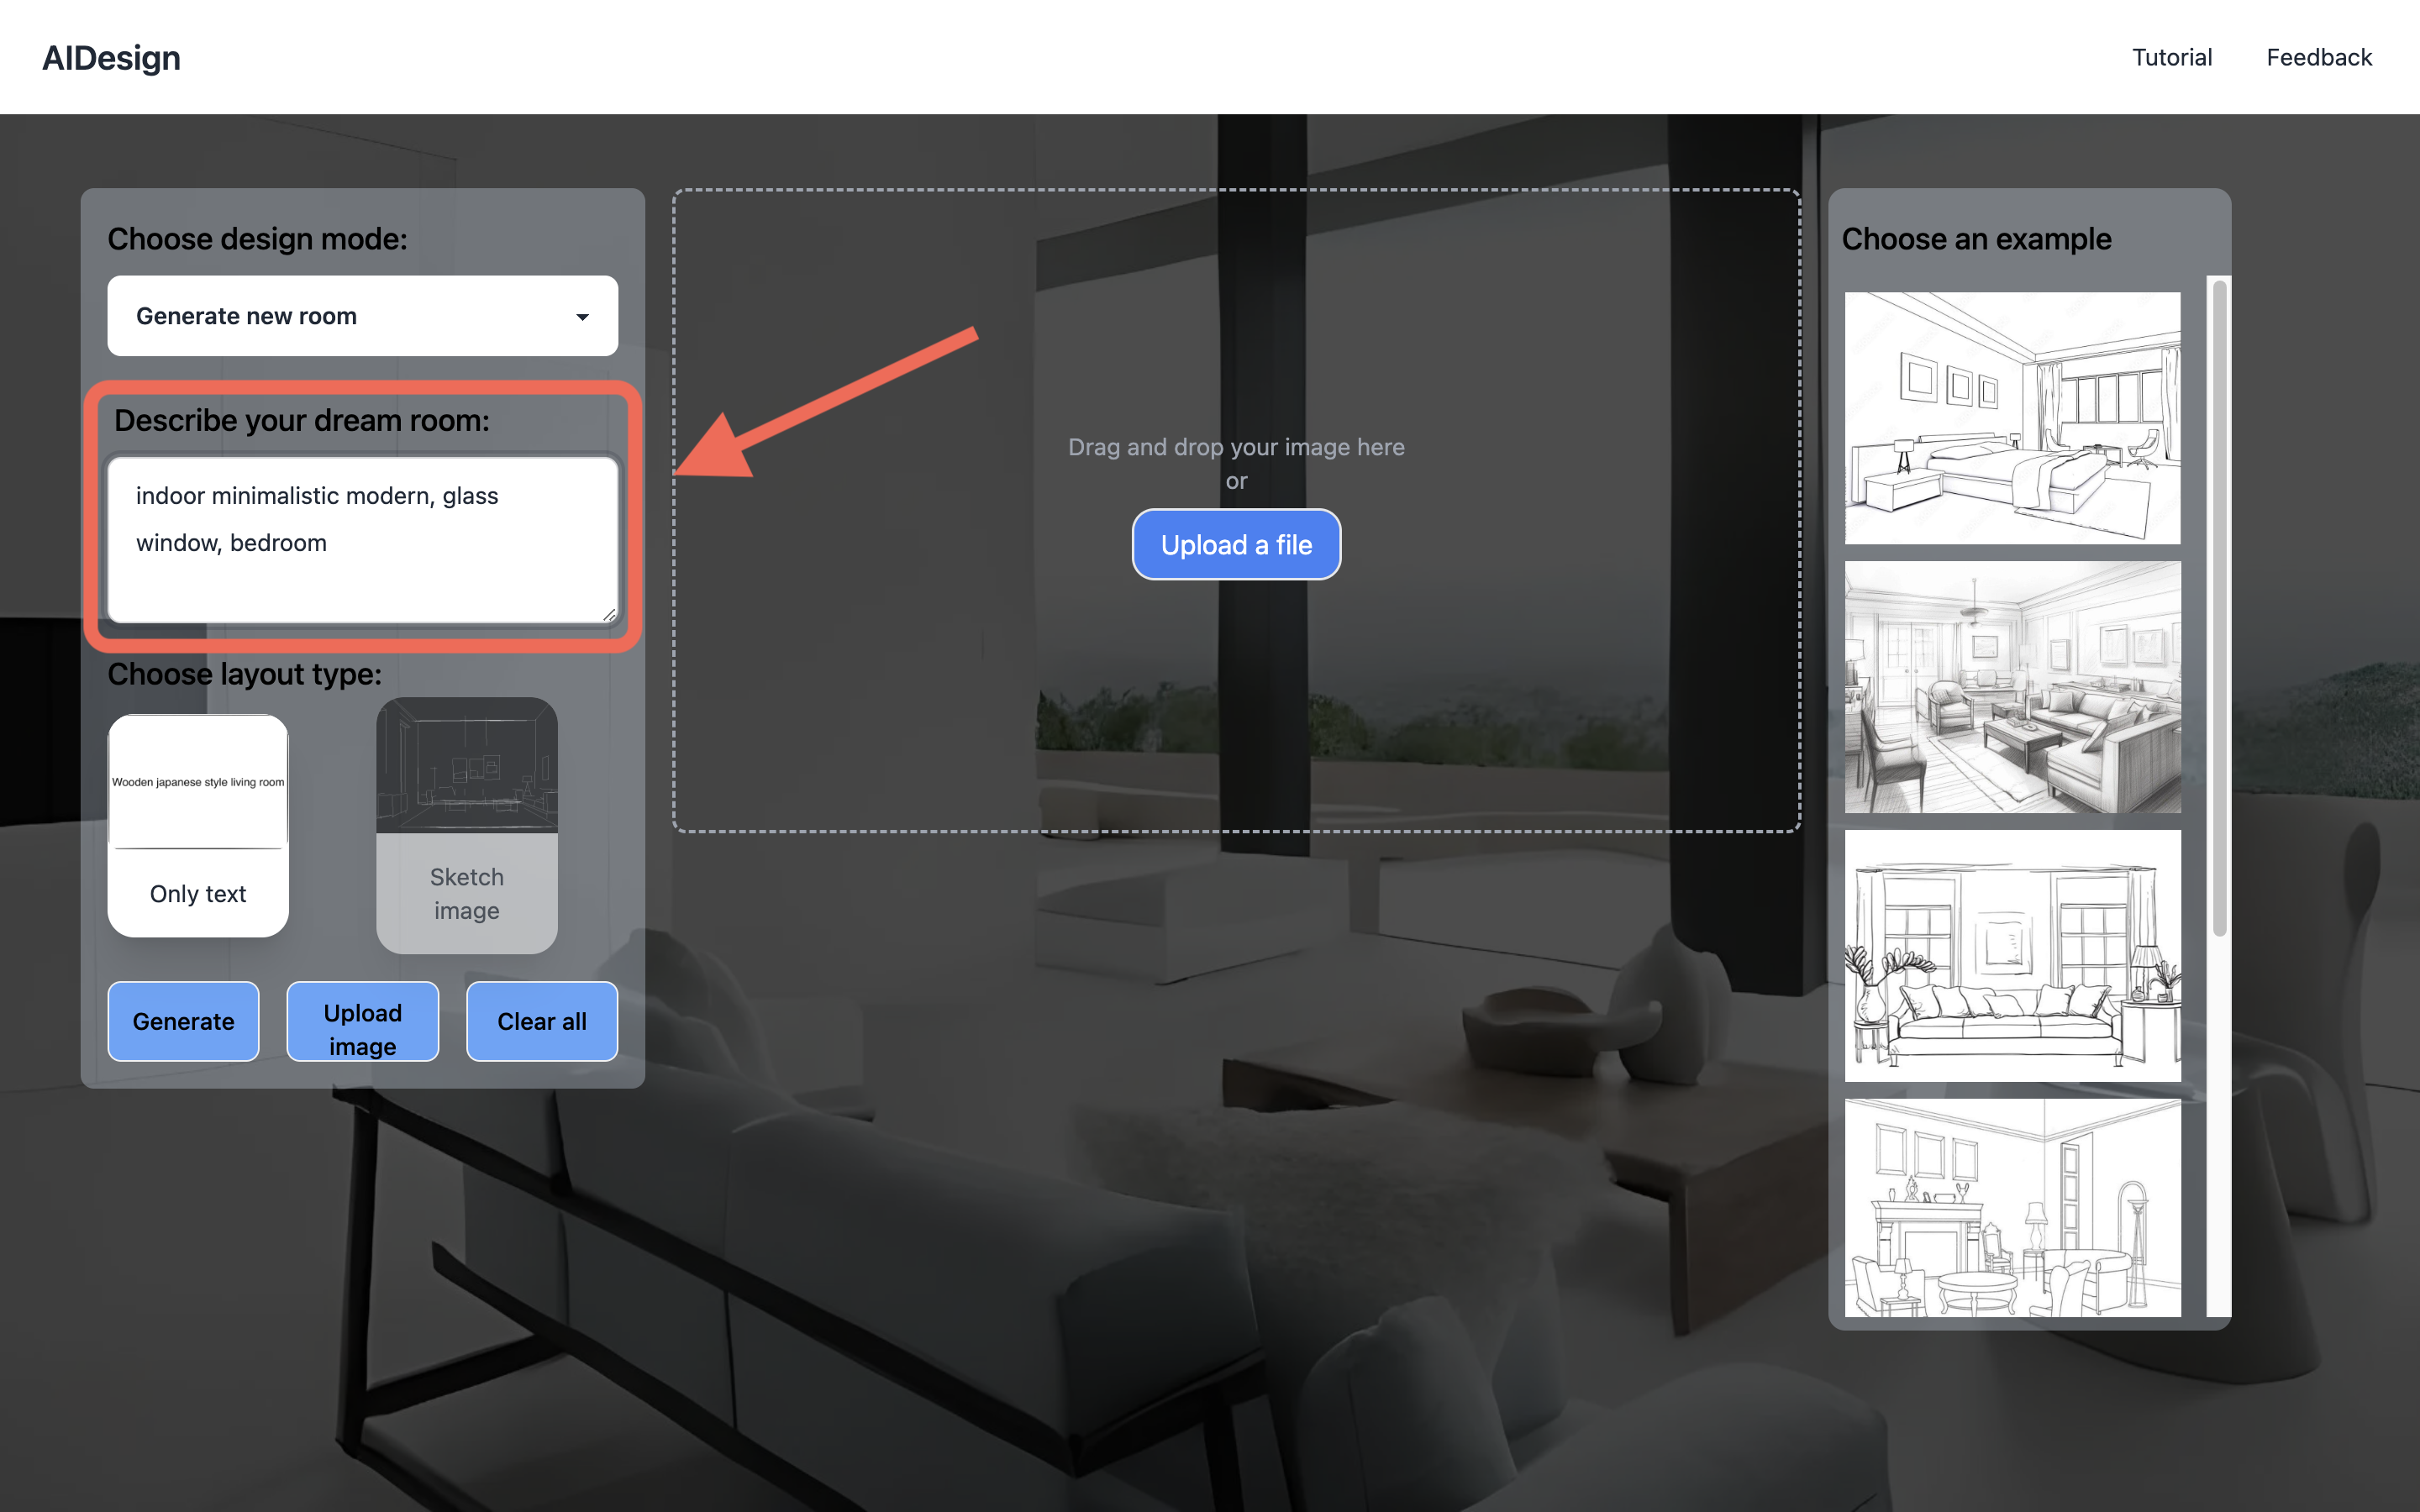 AIDesign
Tutorial
Feedback
Choose design mode:
Generate new room
Describe your dream room:
indoor minimalistic modern, glass
window, bedroom
Choose layout type:
Wooden japanese style living room
Only text
Sketch
image
Generate
Upload
image
Clear all
Drag and drop your image here
or
Upload a file
Choose an example